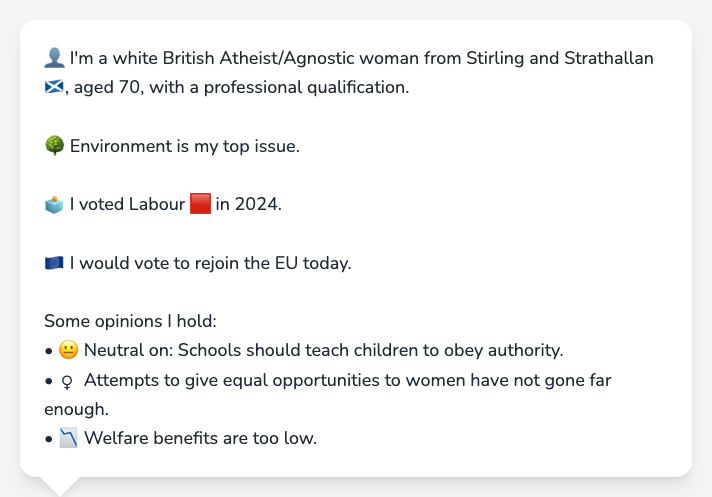 👤 I'm a white British Atheist/Agnostic woman from Stirling and Strathallan
🏴󠁧󠁢󠁳󠁣󠁴󠁿, aged 70, with a professional qualification.
🌳 Environment is my top issue.
🗳️ I voted Labour 🟥 in 2024.
🇪🇺 I would vote to rejoin the EU today.
Some opinions I hold:
• 😐 Neutral on: Schools should teach children to obey authority.
• ♀ Attempts to give equal opportunities to women have not gone far
enough.
• 📉 Welfare benefits are too low.